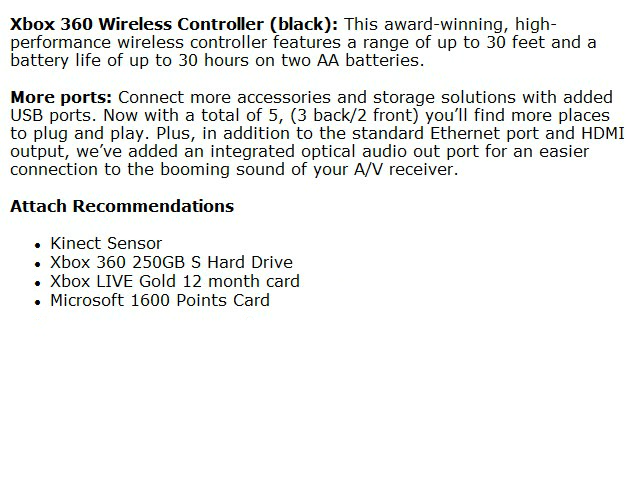 Xbox 360 Wireless Controller (black): This award-winning, high-
performance wireless controller features a range of up to 30 feet and a
battery life of up to 30 hours on two AA batteries.
More ports: Connect more accessories and storage solutions with added
USB ports. Now with a total of 5, (3 back/2 front) you’ll find more places
to plug and play. Plus, in addition to the standard Ethernet port and HDMI
output, we’ve added an integrated optical audio out port for an easier
connection to the booming sound of your A/V receiver.
Attach Recommendations
• Kinect Sensor
• Xbox 360 250GB S Hard Drive
• Xbox LIVE Gold 12 month card
• Microsoft 1600 Points Card